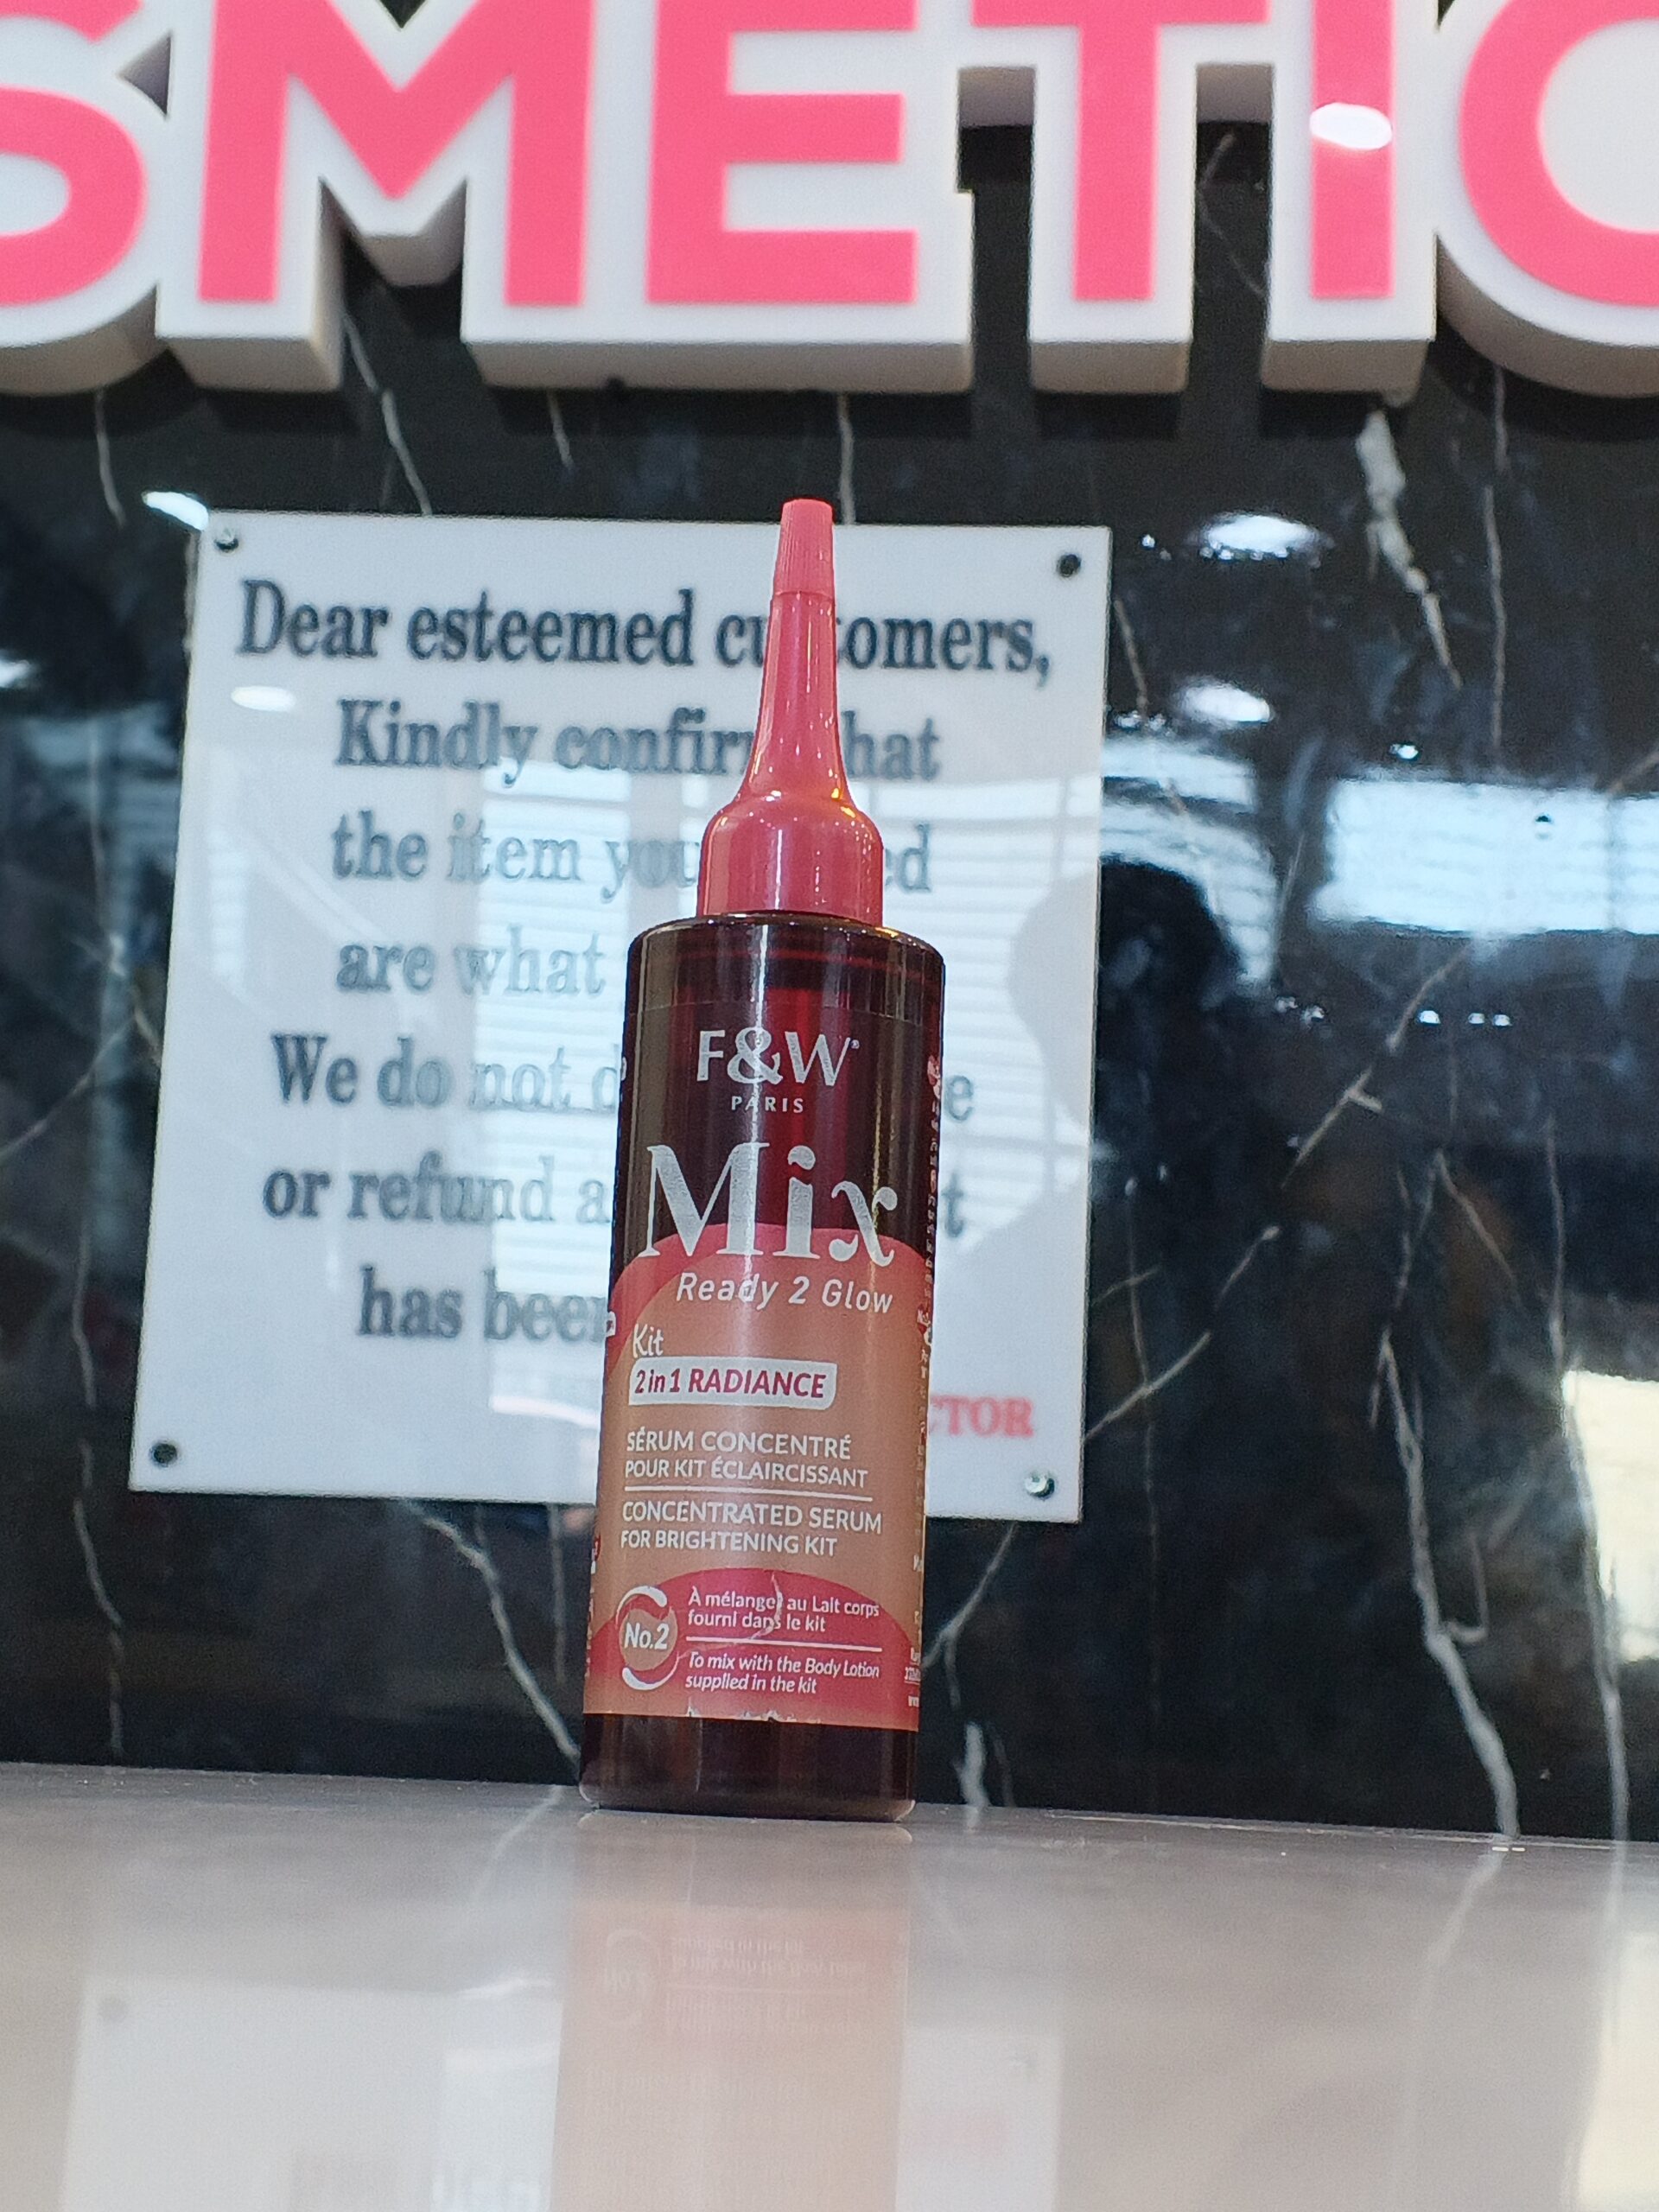 SMETIC
Dear esteemed
Kindly
the item
are what
We do not
or refund
has been
F&W
PARIS
Mix
Ready 2 Glow
Kit
2 in 1 RADIANCE
SÉRUM CONCENTRÉ
POUR KIT ÉCLAIRCISSANT
CONCENTRATED SERUM
FOR BRIGHTENING KIT
No.2
À mélanger au Lait corps
fourni dans le kit
To mix with the Body Lotion
supplied in the kit